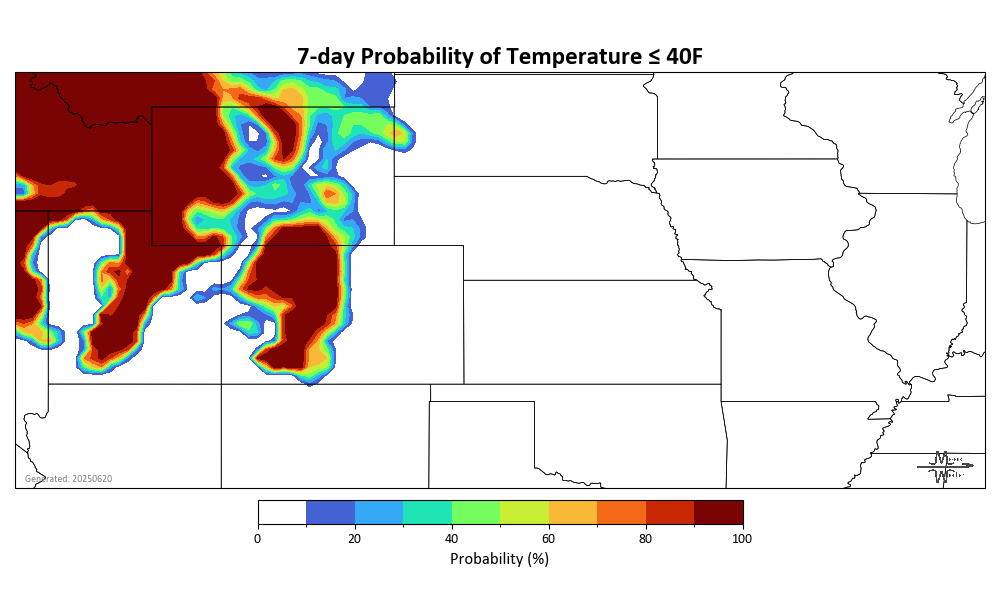 7-day Probability of Temperature ≤ 40F
Generated: 20250620
0 20 40 60 80 100
Probability (%)